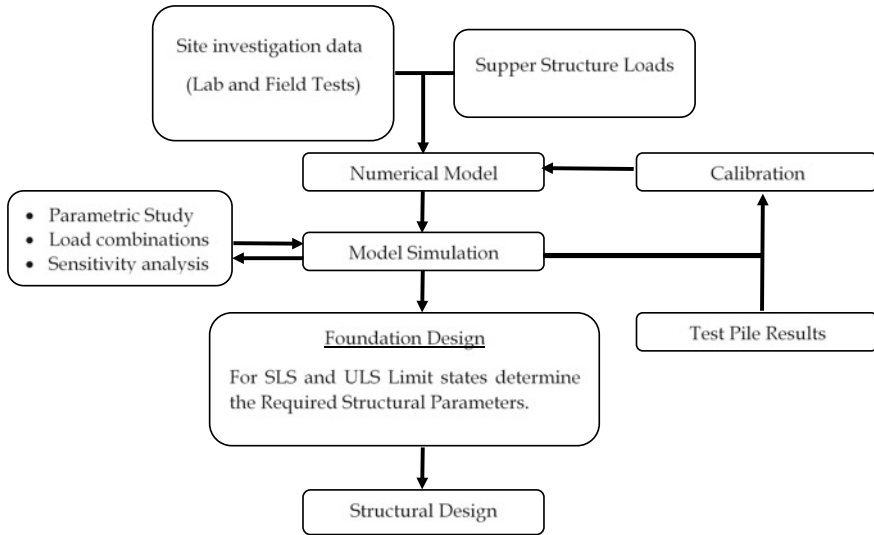 Site investigation data
(Lab and Field Tests)
Supper Structure Loads
Numerical Model
Calibration
• Parametric Study
• Load combinations
• Sensitivity analysis
Model Simulation
Foundation Design
For SLS and ULS Limit states determine
the Required Structural Parameters.
Test Pile Results
Structural Design